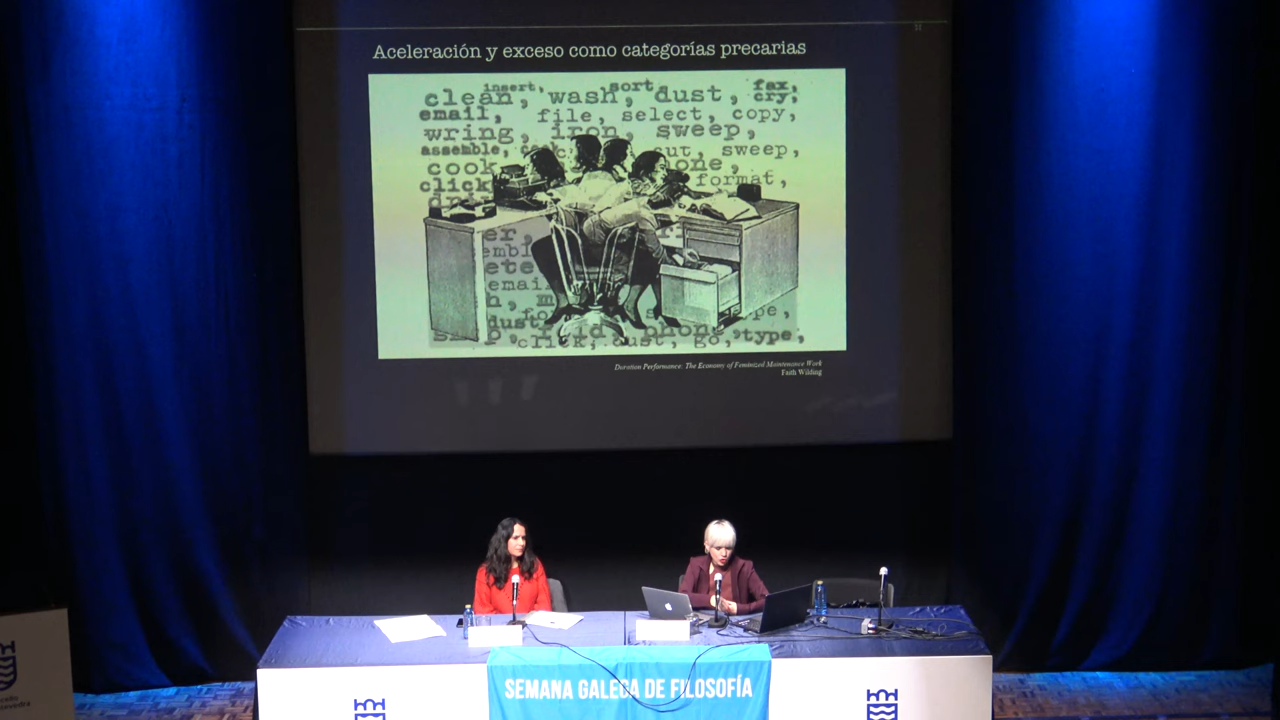 Aceleración y exceso como categorías precarias
insert, sort, fax,
clean, wash, dust, cry,
email, file, select, copy,
wring, iron, sweep,
assemble, cut, sweep,
cook
click format,
email
dust
click, dust, go, type,
Duration Performance: The Economy of Feminized Maintenance Work
Faith Wilding
SEMANA GALEGA DE FILOSOFÍA